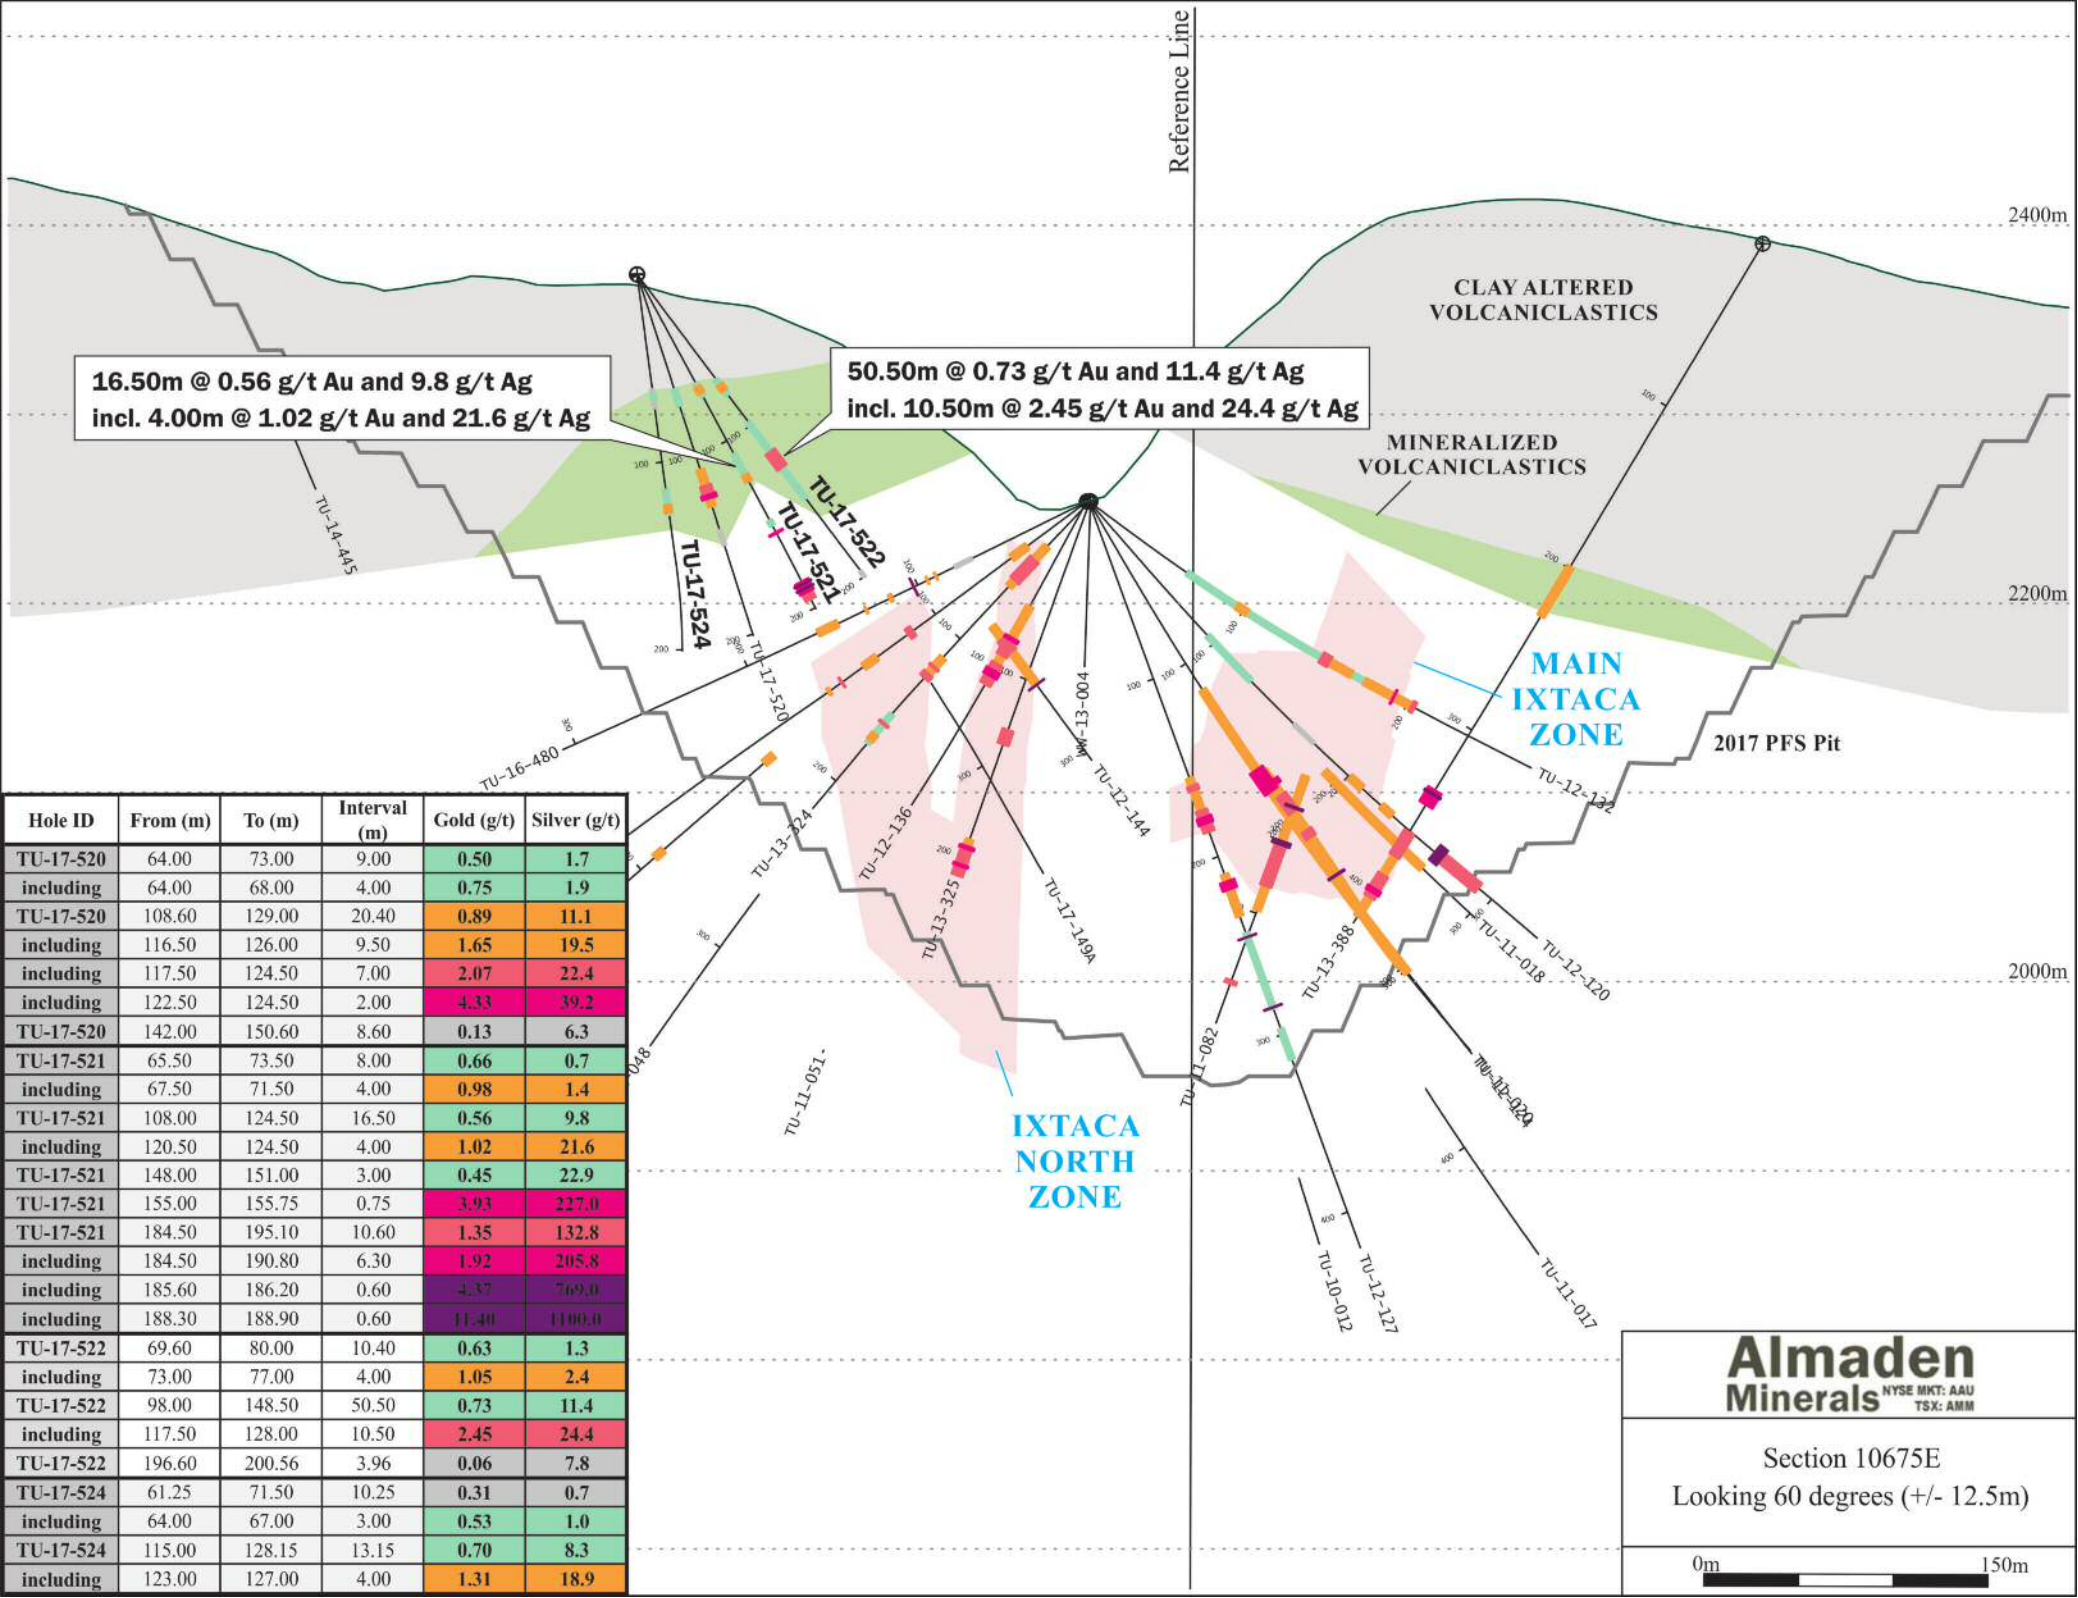 Reference Line
2400m
CLAY ALTERED
VOLCANICLASTICS
16.50m @ 0.56 g/t Au and 9.8 g/t Ag
incl. 4.00m @ 1.02 g/t Au and 21.6 g/t Ag
50.50m @ 0.73 g/t Au and 11.4 g/t Ag
incl. 10.50m @ 2.45 g/t Au and 24.4 g/t Ag
MINERALIZED
VOLCANICLASTICS
TU-14-445
TU-17-524
TU-17-521
TU-17-522
TU-17-520
2200m
MAIN
IXTACA
ZONE
2017 PFS Pit
TU-16-480
MW-13-004
TU-12-144
TU-12-132
TU-13-324
TU-12-136
TU-13-325
TU-17-149A
TU-13-388
TU-11-018
TU-12-120
2000m
-048
TU-11-051
TU-11-082
IXTACA
NORTH
ZONE
TU-10-012
TU-12-127
TU-11-017
Hole ID From (m) To (m) Interval (m) Gold (g/t) Silver (g/t)
TU-17-520 64.00 73.00 9.00 0.50 1.7
including 64.00 68.00 4.00 0.75 1.9
TU-17-520 108.60 129.00 20.40 0.89 11.1
including 116.50 126.00 9.50 1.65 19.5
including 117.50 124.50 7.00 2.07 22.4
including 122.50 124.50 2.00 4.33 39.2
TU-17-520 142.00 150.60 8.60 0.13 6.3
TU-17-521 65.50 73.50 8.00 0.66 0.7
including 67.50 71.50 4.00 0.98 1.4
TU-17-521 108.00 124.50 16.50 0.56 9.8
including 120.50 124.50 4.00 1.02 21.6
TU-17-521 148.00 151.00 3.00 0.45 22.9
TU-17-521 155.00 155.75 0.75 3.93 227.0
TU-17-521 184.50 195.10 10.60 1.35 132.8
including 184.50 190.80 6.30 1.92 205.8
including 185.60 186.20 0.60 4.37 769.0
including 188.30 188.90 0.60 11.40 1100.0
TU-17-522 69.60 80.00 10.40 0.63 1.3
including 73.00 77.00 4.00 1.05 2.4
TU-17-522 98.00 148.50 50.50 0.73 11.4
including 117.50 128.00 10.50 2.45 24.4
TU-17-522 196.60 200.56 3.96 0.06 7.8
TU-17-524 61.25 71.50 10.25 0.31 0.7
including 64.00 67.00 3.00 0.53 1.0
TU-17-524 115.00 128.15 13.15 0.70 8.3
including 123.00 127.00 4.00 1.31 18.9
Almaden
Minerals NYSE MKT: AAU
TSX: AMM
Section 10675E
Looking 60 degrees (+/- 12.5m)
0m 150m